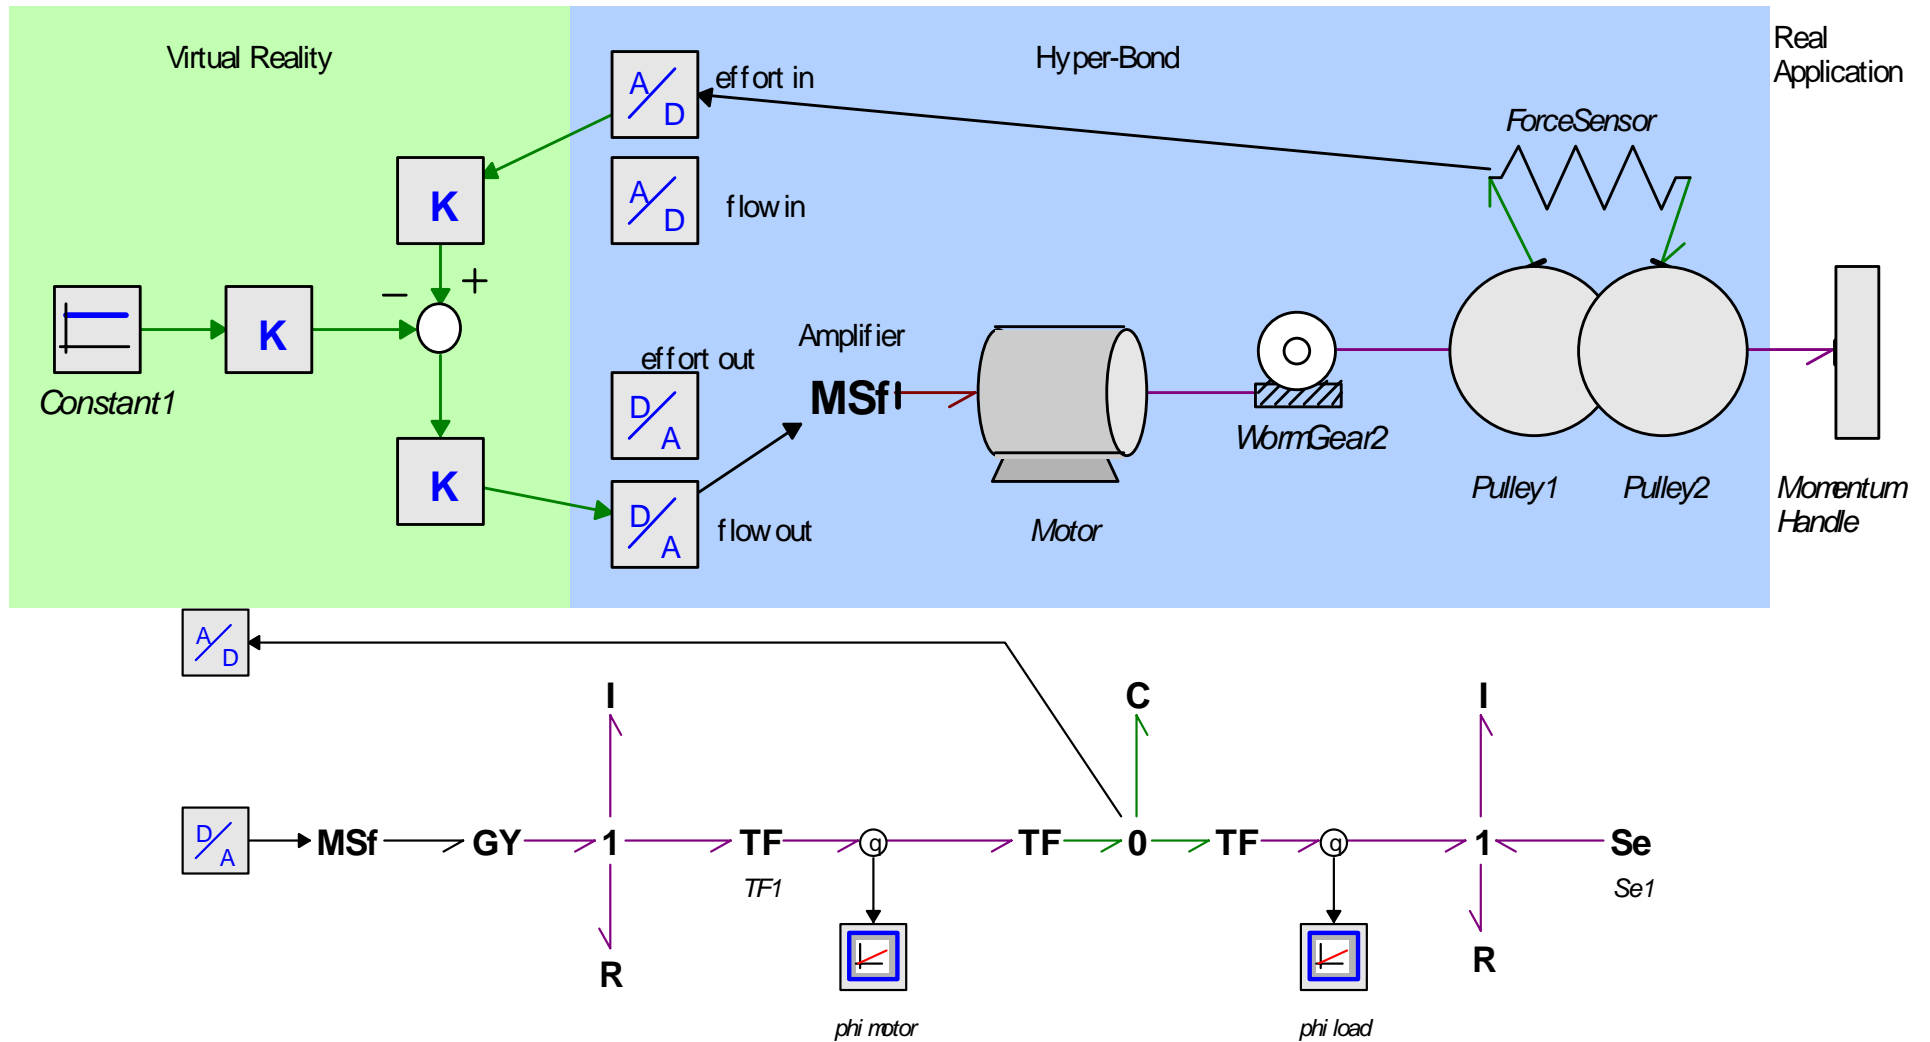 Virtual Reality
Hyper-Bond
Real
Application
A/D
effort in
ForceSensor
A/D
flow in
K
+
−
K
Constant1
Amplifier
effort out
D/A
MSf
WormGear2
K
D/A
flow out
Motor
Pulley1
Pulley2
Momentum
Handle
A/D
I
C
I
D/A
MSf
GY
1
TF
q
TF
0
TF
q
1
Se
TF1
Se1
R
R
phi motor
phi load